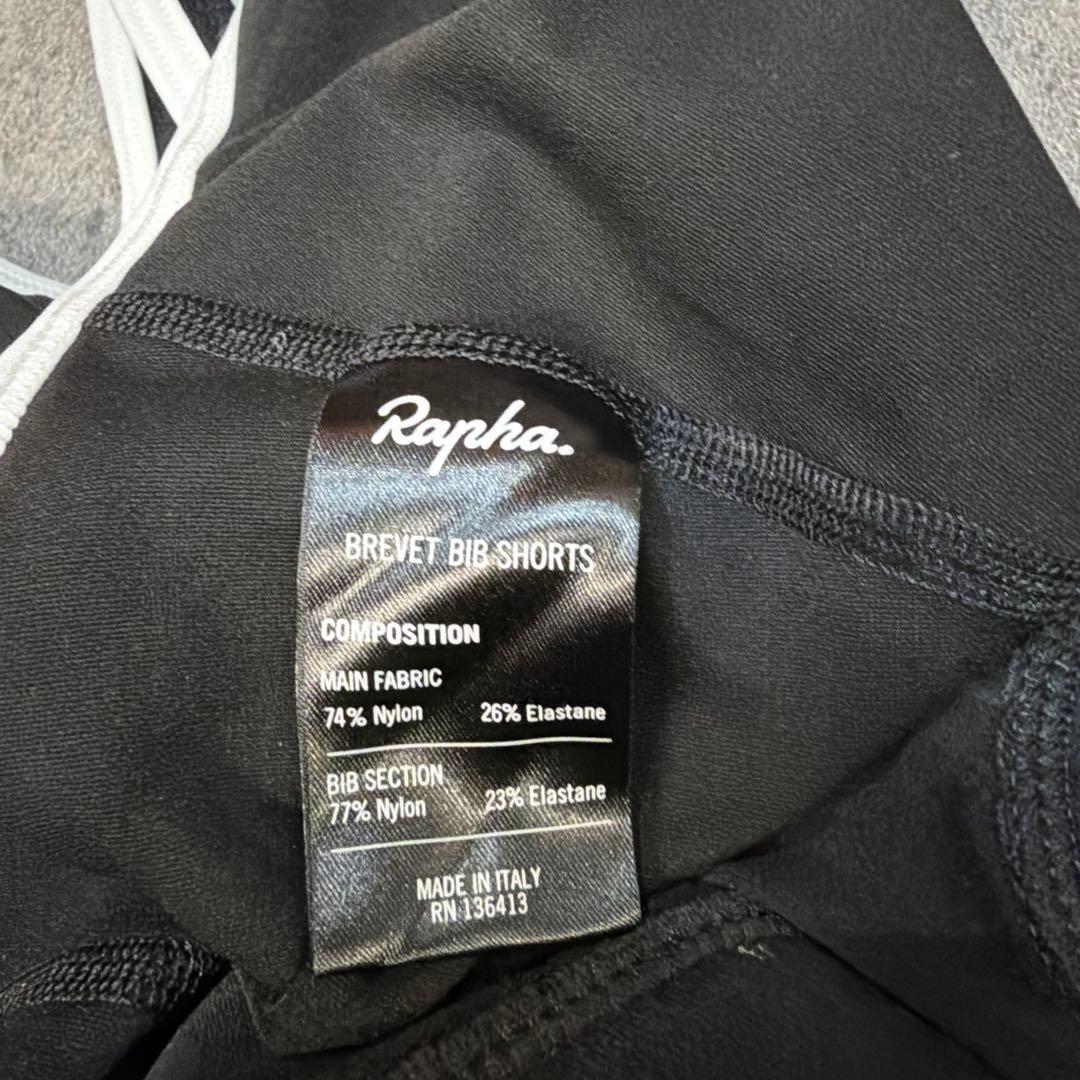 Rapha.
BREVET BIB SHORTS
COMPOSITION
MAIN FABRIC
74% Nylon 26% Elastane
BIB SECTION
77% Nylon 23% Elastane
MADE IN ITALY
RN 136413